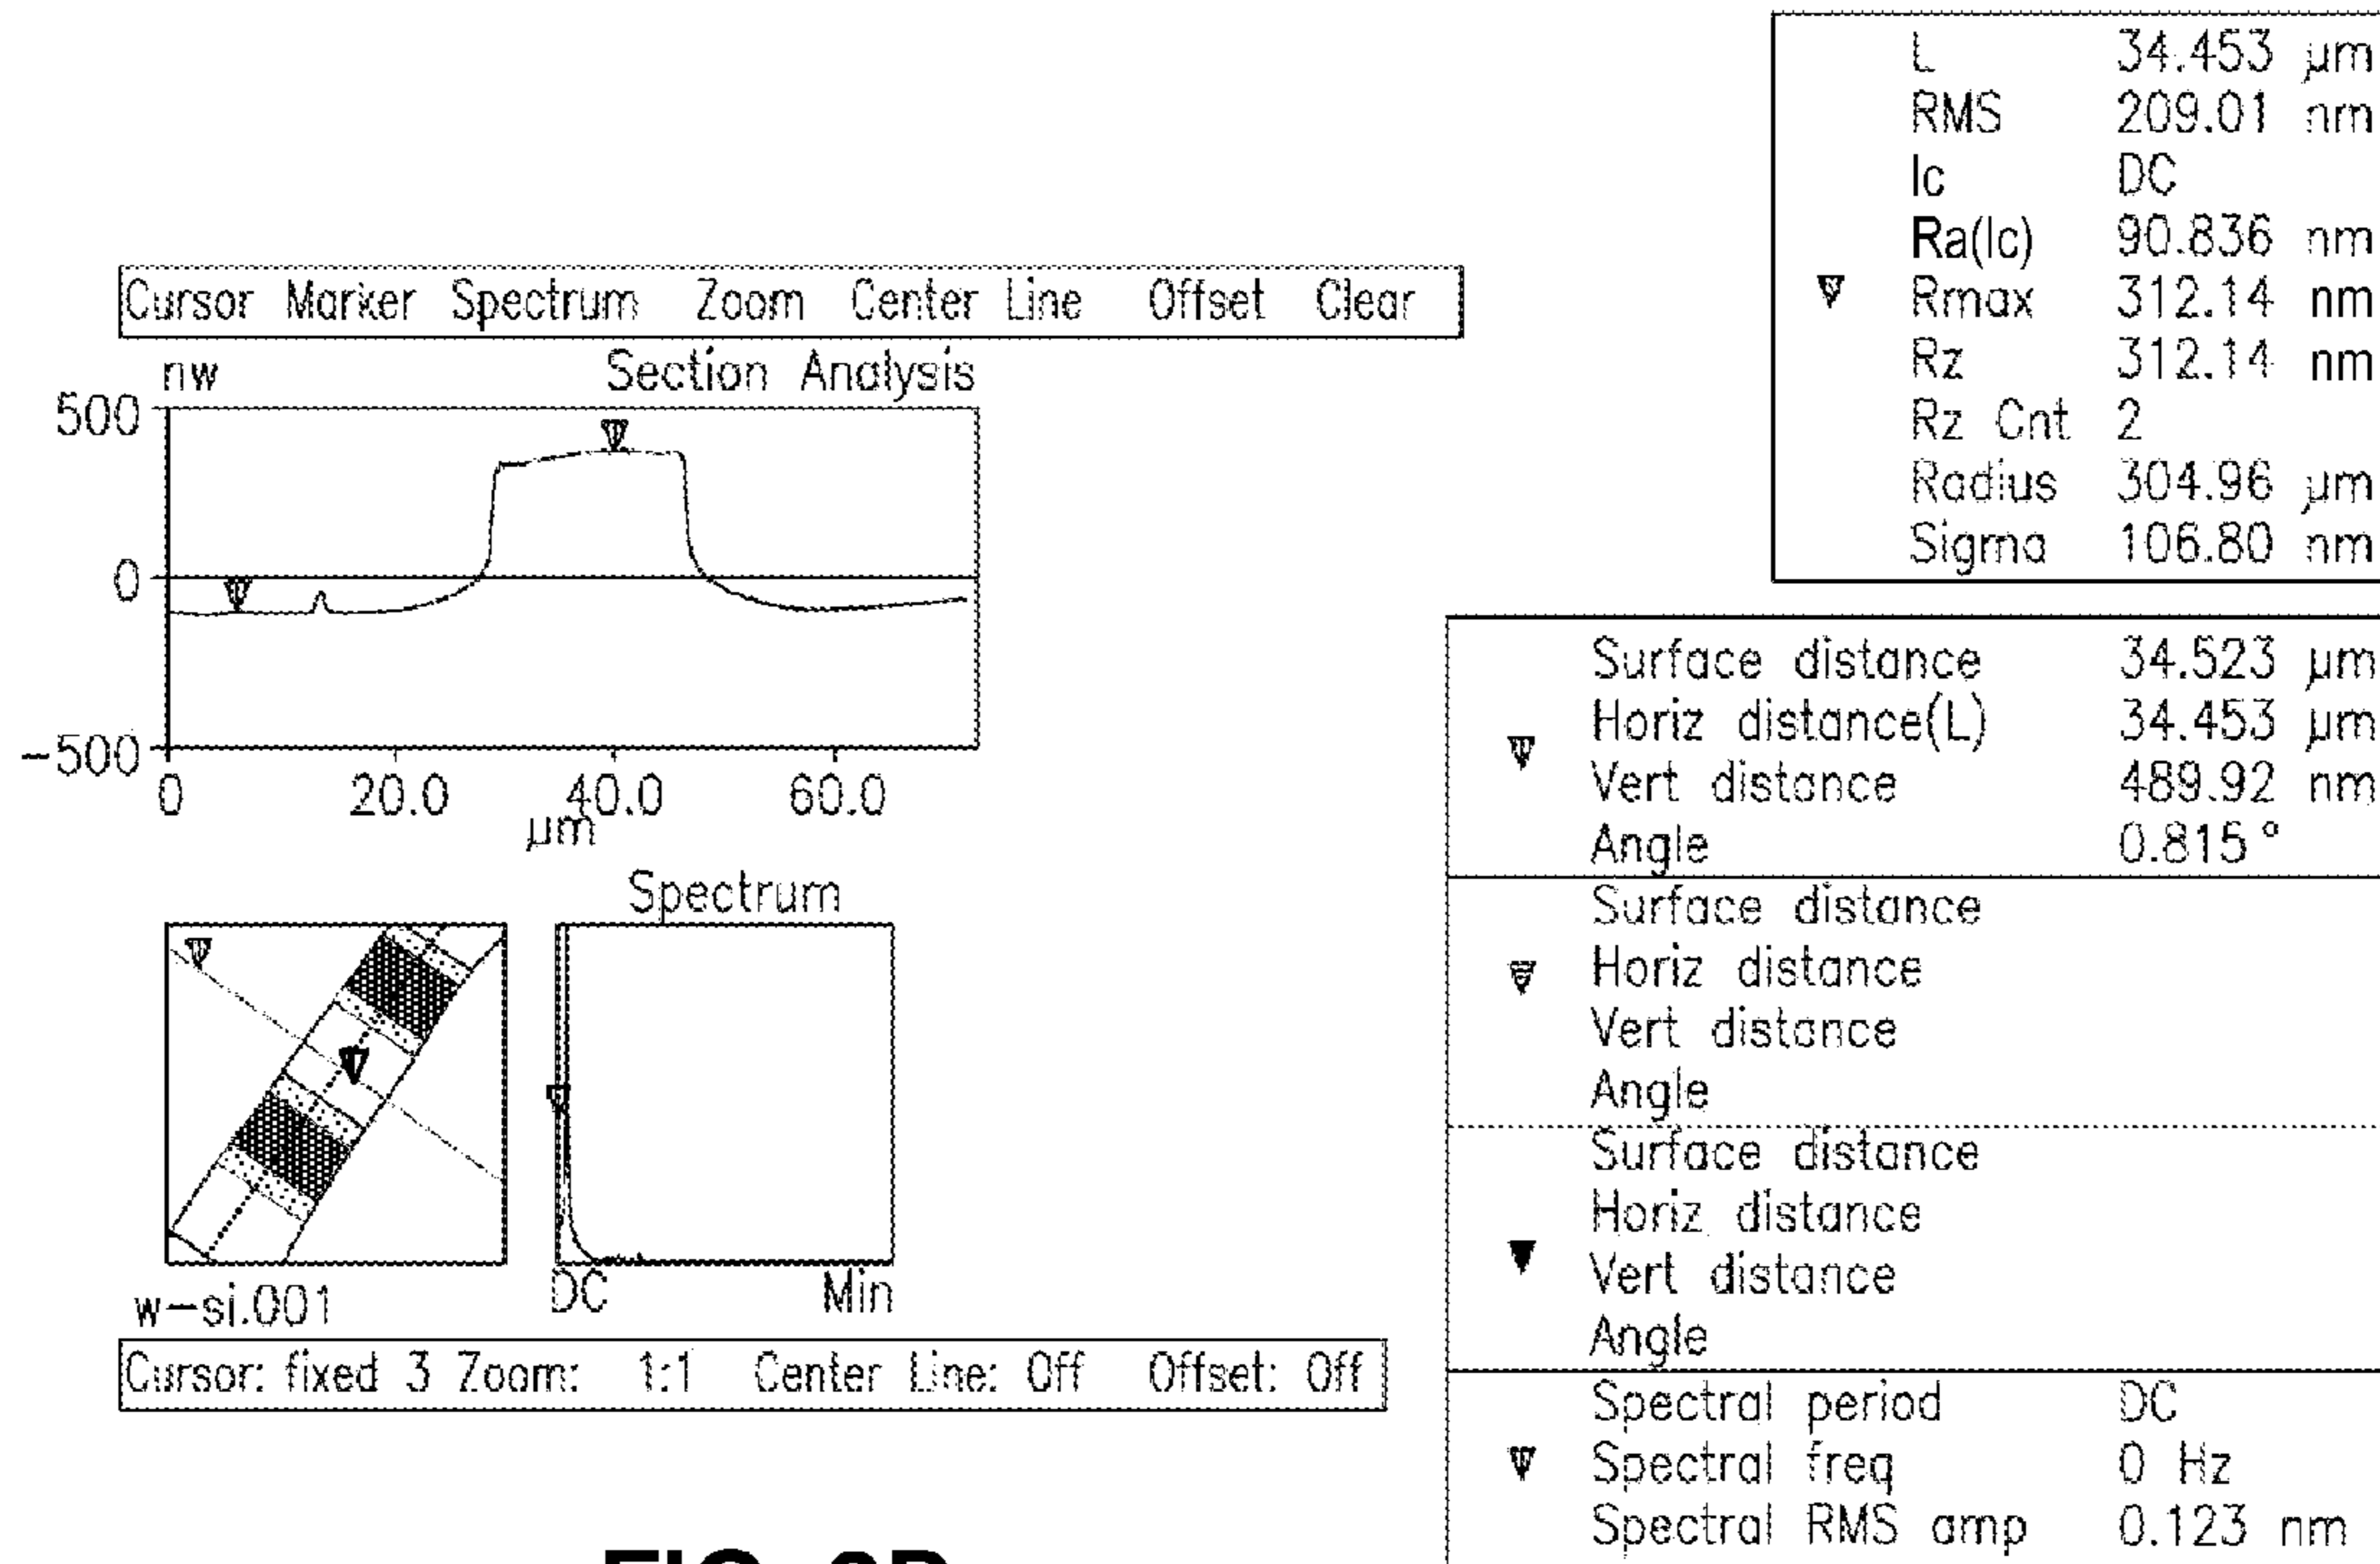 L 34.453 µm
RMS 209.01 nm
lc DC
Ra(lc) 90.836 nm
Rmax 312.14 nm
Rz 312.14 nm
Rz Cnt 2
Radius 304.96 µm
Sigma 106.80 nm
Cursor Marker Spectrum Zoom Center Line Offset Clear
nw Section Analysis
500
0
-500
0 20.0 40.0 60.0
µm
Surface distance 34.523 µm
Horiz distance(L) 34.453 µm
Vert distance 489.92 nm
Angle 0.815°
Surface distance
Horiz distance
Vert distance
Angle
Surface distance
Horiz distance
Vert distance
Angle
Spectral period DC
Spectral freq 0 Hz
Spectral RMS amp 0.123 nm
Spectrum
DC Min
w-si.001
Cursor: fixed 3 Zoom: 1:1 Center Line: Off Offset: Off